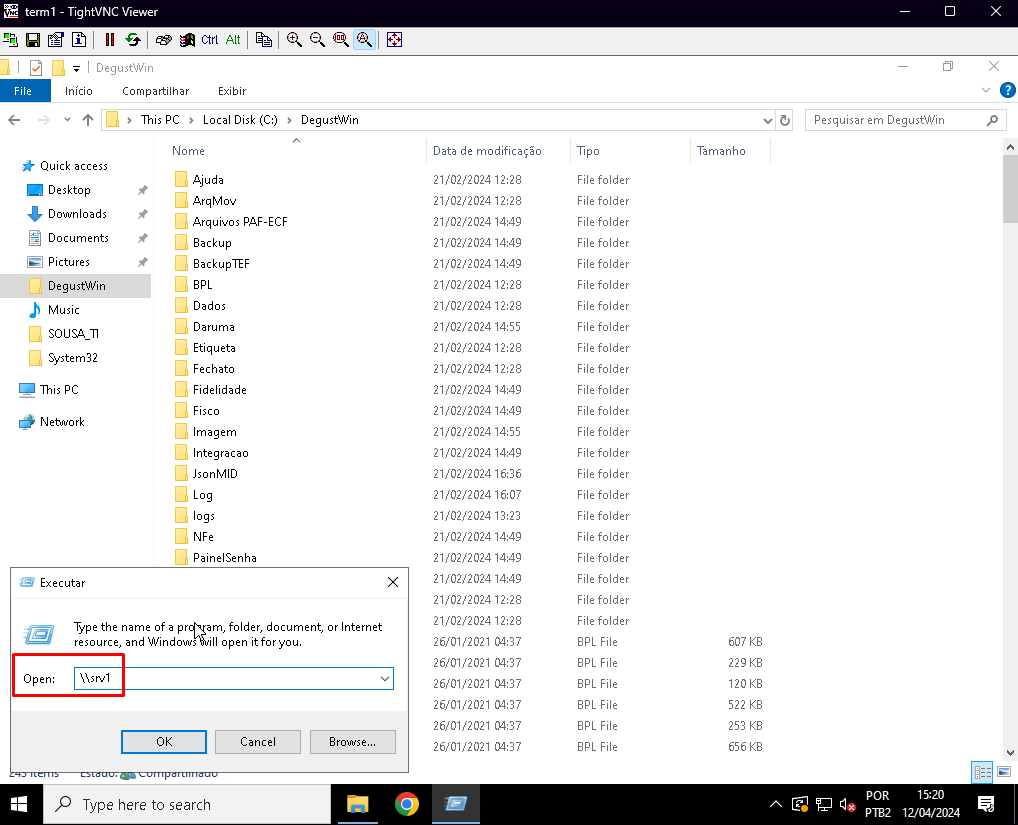 term1 - TightVNC Viewer
Ctrl Alt
DegustWin
File Início Compartilhar Exibir
This PC > Local Disk (C:) > DegustWin
Pesquisar em DegustWin
Nome Data de modificação Tipo Tamanho
Quick access
Desktop
Downloads
Documents
Pictures
DegustWin
Music
SOUSA_TI
System32
This PC
Network
Ajuda 21/02/2024 12:28 File folder
ArqMov 21/02/2024 12:28 File folder
Arquivos PAF-ECF 21/02/2024 14:49 File folder
Backup 21/02/2024 14:49 File folder
BackupTEF 21/02/2024 14:49 File folder
BPL 21/02/2024 12:28 File folder
Dados 21/02/2024 12:28 File folder
Daruma 21/02/2024 14:55 File folder
Etiqueta 21/02/2024 12:28 File folder
Fechato 21/02/2024 12:28 File folder
Fidelidade 21/02/2024 14:49 File folder
Fisco 21/02/2024 14:49 File folder
Imagem 21/02/2024 14:55 File folder
Integracao 21/02/2024 14:49 File folder
JsonMID 21/02/2024 16:36 File folder
Log 21/02/2024 16:07 File folder
logs 21/02/2024 13:23 File folder
NFe 21/02/2024 14:49 File folder
PainelSenha 21/02/2024 14:49 File folder
21/02/2024 14:49 File folder
21/02/2024 12:28 File folder
21/02/2024 12:28 File folder
26/01/2021 04:37 BPL File 607 KB
26/01/2021 04:37 BPL File 229 KB
26/01/2021 04:37 BPL File 120 KB
26/01/2021 04:37 BPL File 522 KB
26/01/2021 04:37 BPL File 253 KB
26/01/2021 04:37 BPL File 656 KB
Executar
Type the name of a program, folder, document, or Internet
resource, and Windows will open it for you.
Open: \\srv1
OK Cancel Browse...
243 items Estado: Compartilhado
Type here to search
POR
PTB2
15:20
12/04/2024